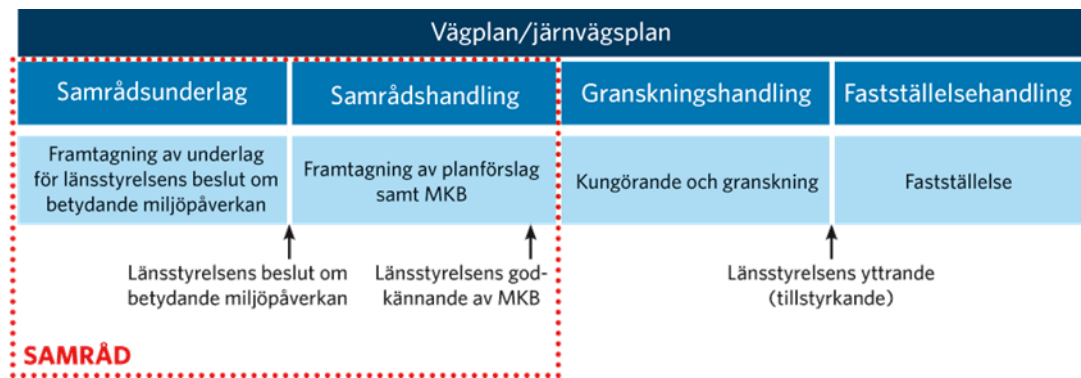 Vägplan/järnvägsplan
Samrådsunderlag
Samrådshandling
Granskningshandling
Fastställelsehandling
Framtagning av underlag
för länsstyrelsens beslut om
betydande miljöpåverkan
Framtagning av planförslag
samt MKB
Kungörande och granskning
Fastställelse
Länsstyrelsens beslut om
betydande miljöpåverkan
Länsstyrelsens god-
kännande av MKB
Länsstyrelsens yttrande
(tillstyrkande)
SAMRÅD